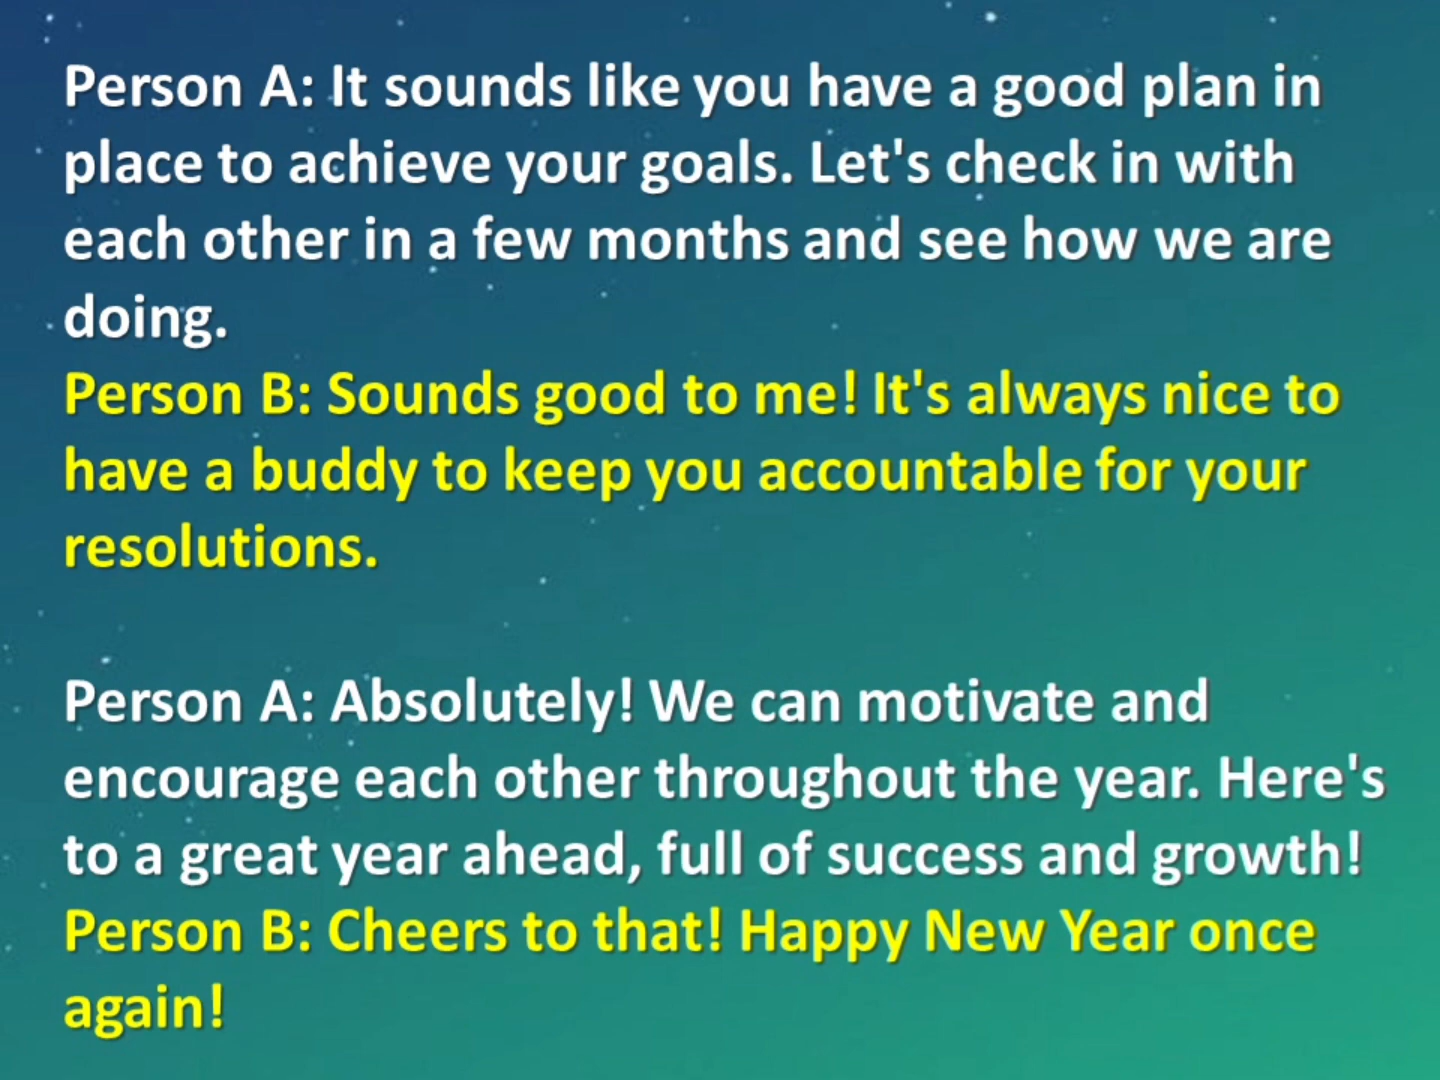 Person A: It sounds like you have a good plan in
place to achieve your goals. Let's check in with
each other in a few months and see how we are
doing.
Person B: Sounds good to me! It's always nice to
have a buddy to keep you accountable for your
resolutions.
Person A: Absolutely! We can motivate and
encourage each other throughout the year. Here's
to a great year ahead, full of success and growth!
Person B: Cheers to that! Happy New Year once
again!